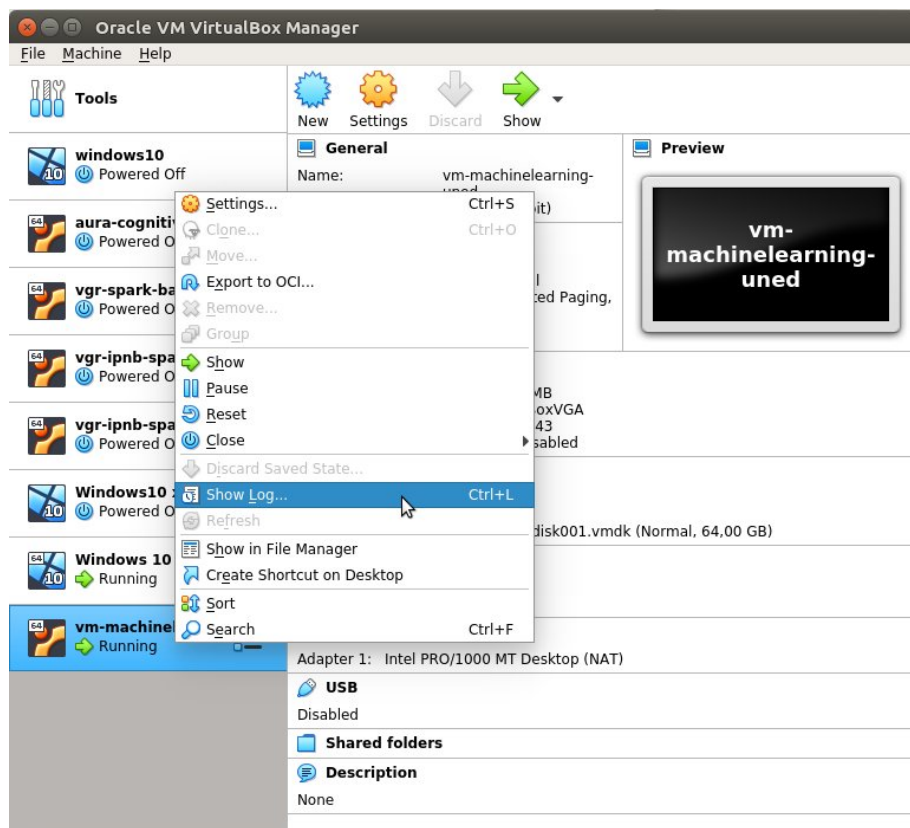 Oracle VM VirtualBox Manager
File Machine Help
Tools
New Settings Discard Show
windows10
Powered Off
aura-cogniti
Powered O
vgr-spark-ba
Powered O
vgr-ipnb-spa
Powered O
vgr-ipnb-spa
Powered O
Windows10
Powered O
Windows 10
Running
vm-machinel
Running
Settings... Ctrl+S
Clone... Ctrl+O
Move...
Export to OCI...
Remove...
Group
Show
Pause
Reset
Close
Discard Saved State...
Show Log... Ctrl+L
Refresh
Show in File Manager
Create Shortcut on Desktop
Sort
Search Ctrl+F
General
Name: vm-machinelearning-
uned
it)
ted Paging,
MB
oxVGA
43
sabled
disk001.vmdk (Normal, 64,00 GB)
Adapter 1: Intel PRO/1000 MT Desktop (NAT)
USB
Disabled
Shared folders
Description
None
Preview
vm-
machinelearning-
uned